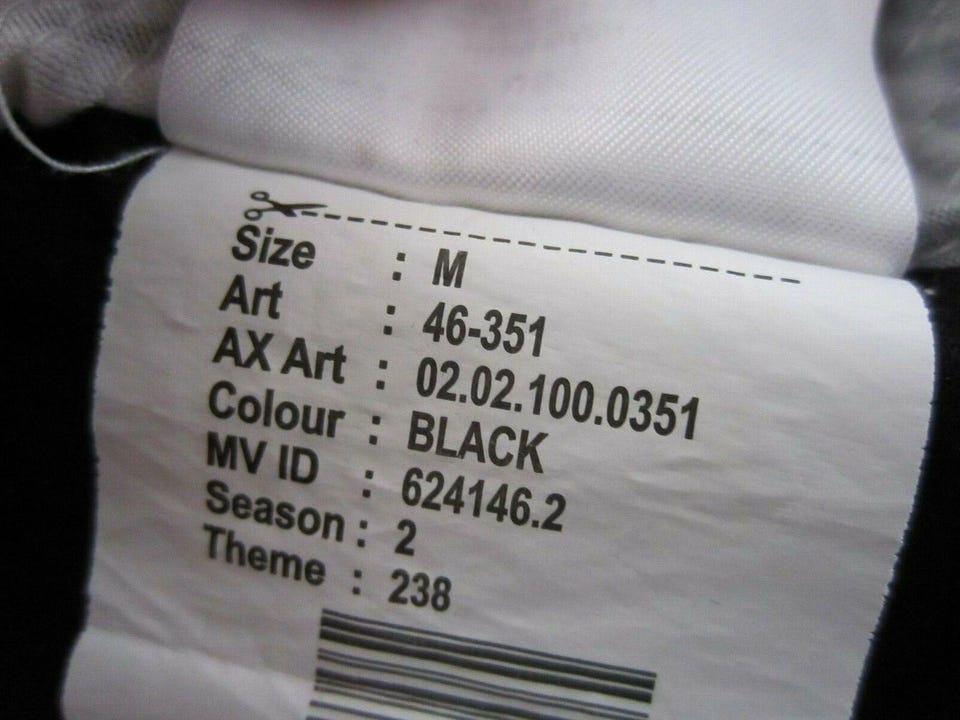 Size : M
Art : 46-351
AX Art : 02.02.100.0351
Colour : BLACK
MV ID : 624146.2
Season : 2
Theme : 238